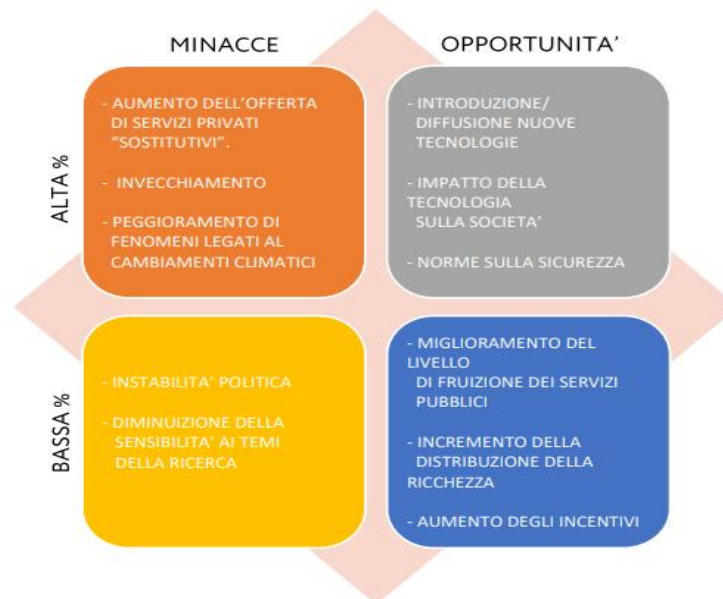 MINACCE
OPPORTUNITA’
ALTA %
- AUMENTO DELL’OFFERTA
DI SERVIZI PRIVATI
“SOSTITUTIVI”.
- INVECCHIAMENTO
- PEGGIORAMENTO DI
FENOMENI LEGATI AL
CAMBIAMENTI CLIMATICI
- INTRODUZIONE/
DIFFUSIONE NUOVE
TECNOLOGIE
- IMPATTO DELLA
TECNOLOGIA
SULLA SOCIETA’
- NORME SULLA SICUREZZA
BASSA %
- INSTABILITA’ POLITICA
- DIMINUIZIONE DELLA
SENSIBILITA’ AI TEMI
DELLA RICERCA
- MIGLIORAMENTO DEL
LIVELLO
DI FRUIZIONE DEI SERVIZI
PUBBLICI
- INCREMENTO DELLA
DISTRIBUZIONE DELLA
RICCHEZZA
- AUMENTO DEGLI INCENTIVI